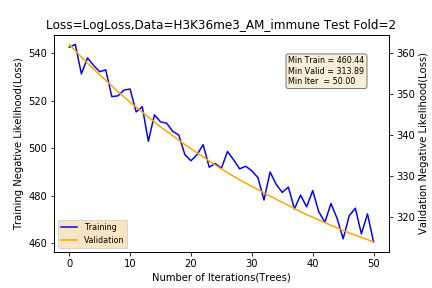 Loss=LogLoss,Data=H3K36me3_AM_immune Test Fold=2
Training Negative Likelihood(Loss)
540
520
500
480
460
Min Train = 460.44
Min Valid = 313.89
Min Iter  = 50.00
360
350
340
330
320
Validation Negative Likelihood(Loss)
Training
Validation
0
10
20
30
40
50
Number of Iterations(Trees)